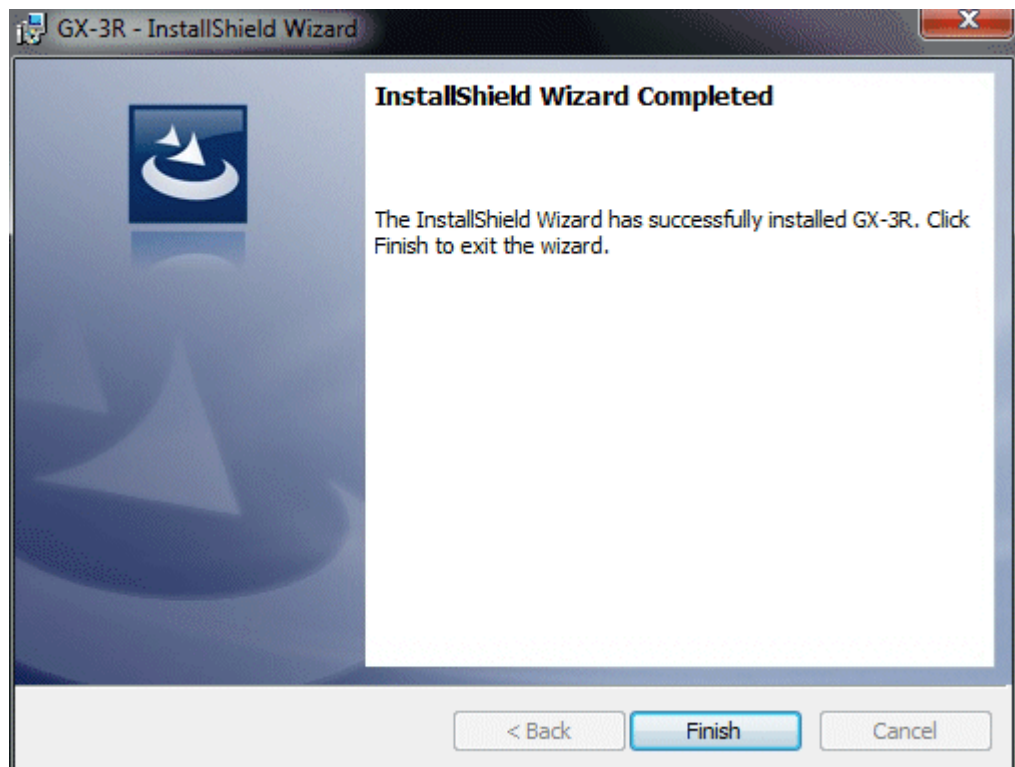 GX-3R - InstallShield Wizard
InstallShield Wizard Completed
The InstallShield Wizard has successfully installed GX-3R. Click
Finish to exit the wizard.
< Back
Finish
Cancel